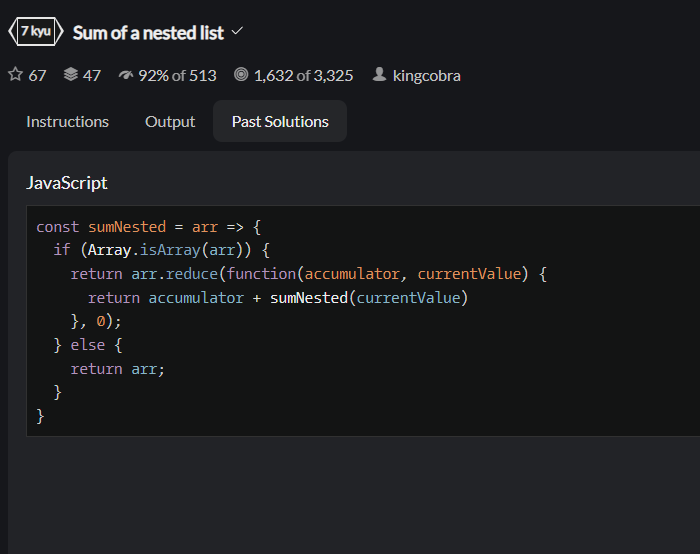 7 kyu Sum of a nested list
67 47 92% of 513 1,632 of 3,325 kingcobra
Instructions Output Past Solutions
JavaScript
const sumNested = arr => {
  if (Array.isArray(arr)) {
    return arr.reduce(function(accumulator, currentValue) {
      return accumulator + sumNested(currentValue)
    }, 0);
  } else {
    return arr;
  }
}